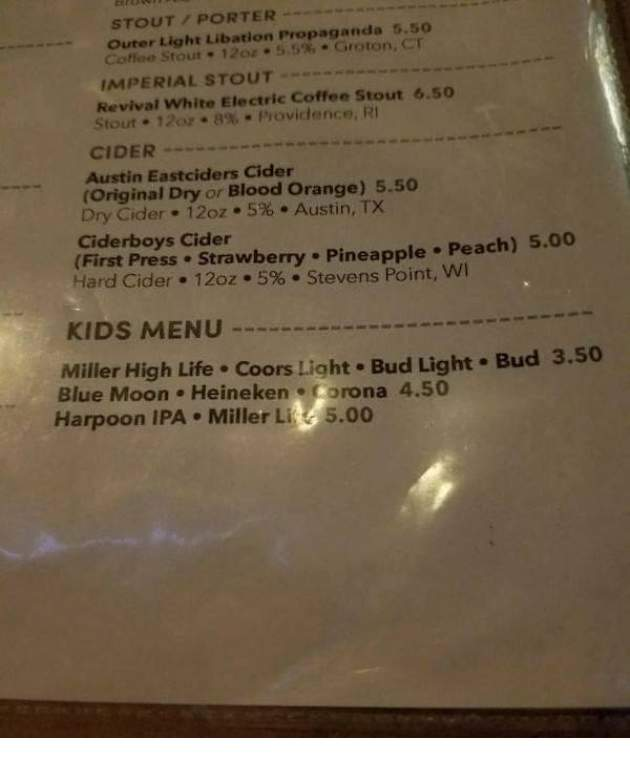 STOUT / PORTER
Outer Light Libation Propaganda 5.50
Coffee Stout • 12oz • 5.5% • Groton, CT
IMPERIAL STOUT
Revival White Electric Coffee Stout 6.50
Stout • 12oz • 8% • Providence, RI
CIDER
Austin Eastciders Cider
(Original Dry or Blood Orange) 5.50
Dry Cider • 12oz • 5% • Austin, TX
Ciderboys Cider
(First Press • Strawberry • Pineapple • Peach) 5.00
Hard Cider • 12oz • 5% • Stevens Point, WI
KIDS MENU
Miller High Life • Coors Light • Bud Light • Bud 3.50
Blue Moon • Heineken • Corona 4.50
Harpoon IPA • Miller Lite 5.00